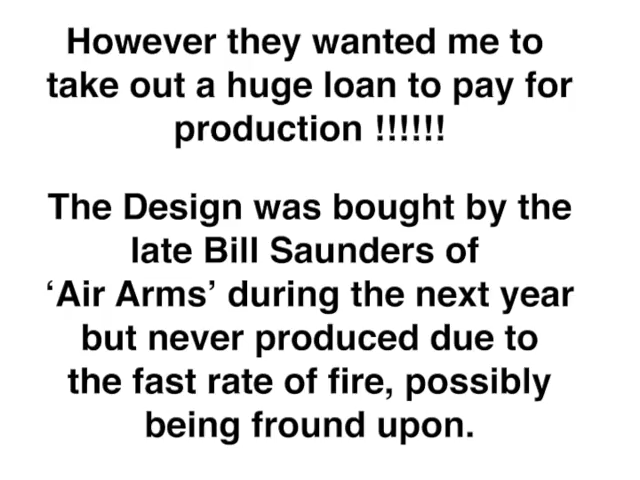 However they wanted me to
take out a huge loan to pay for
production !!!!!!
The Design was bought by the
late Bill Saunders of
‘Air Arms’ during the next year
but never produced due to
the fast rate of fire, possibly
being fround upon.